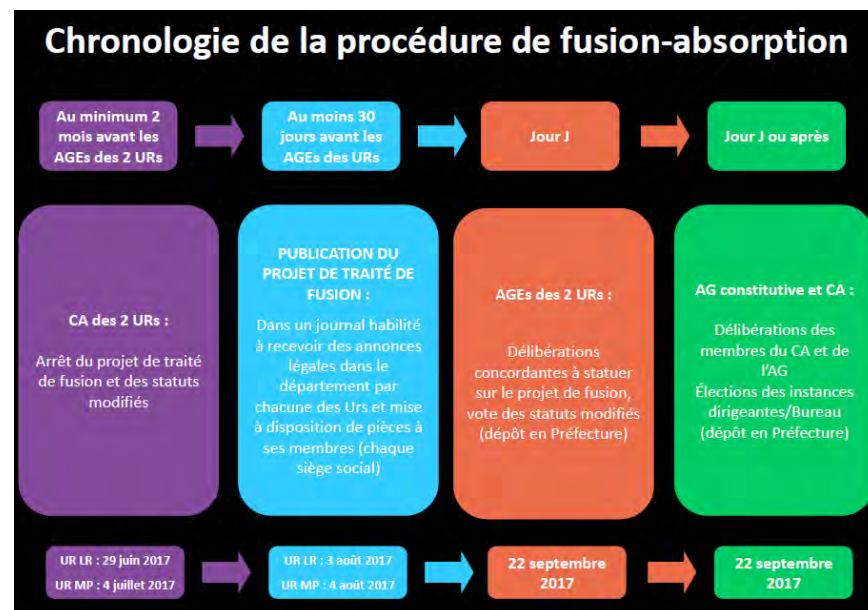 Chronologie de la procédure de fusion-absorption
Au minimum 2
mois avant les
AGEs des 2 URs
Au moins 30
jours avant les
AGEs des URs
Jour J
Jour J ou après
CA des 2 URs :
Arrêt du projet de traité
de fusion et des statuts
modifiés
PUBLICATION DU
PROJET DE TRAITÉ DE
FUSION :
Dans un journal habilité
à recevoir des annonces
légales dans le
département par
chacune des Urs et mise
à disposition de pièces à
ses membres (chaque
siège social)
AGEs des 2 URs :
Délibérations
concordantes à statuer
sur le projet de fusion,
vote des statuts modifiés
(dépôt en Préfecture)
AG constitutive et CA :
Délibérations des
membres du CA et de
l'AG
Élections des instances
dirigeantes/Bureau
(dépôt en Préfecture)
UR LR : 29 juin 2017
UR MP : 4 juillet 2017
UR LR : 3 août 2017
UR MP : 4 août 2017
22 septembre
2017
22 septembre
2017